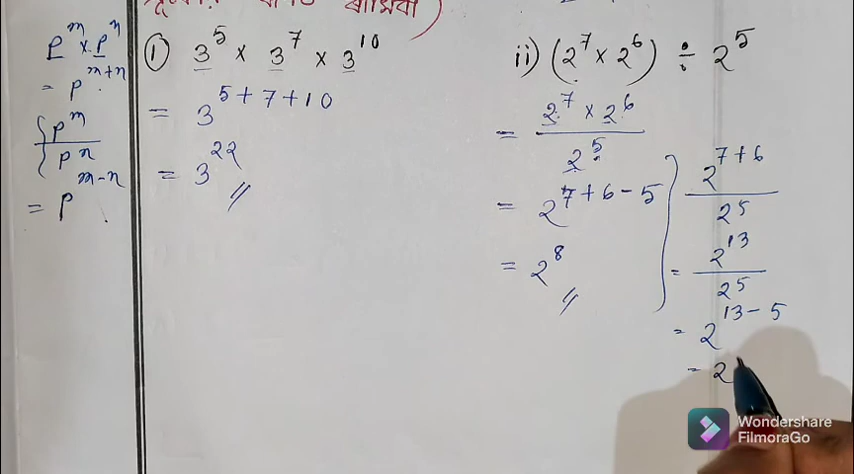 P^m × P^n
= P^{m+n}
P^m / P^n
= P^{m-n}
① 3^5 × 3^7 × 3^10
= 3^{5+7+10}
= 3^22 //
ii) (2^7 × 2^6) ÷ 2^5
= 2^7 × 2^6 / 2^5
= 2^{7+6-5}
= 2^8 //
2^{7+6} / 2^5
= 2^13 / 2^5
= 2^{13-5}
= 2
Wondershare
FilmoraGo